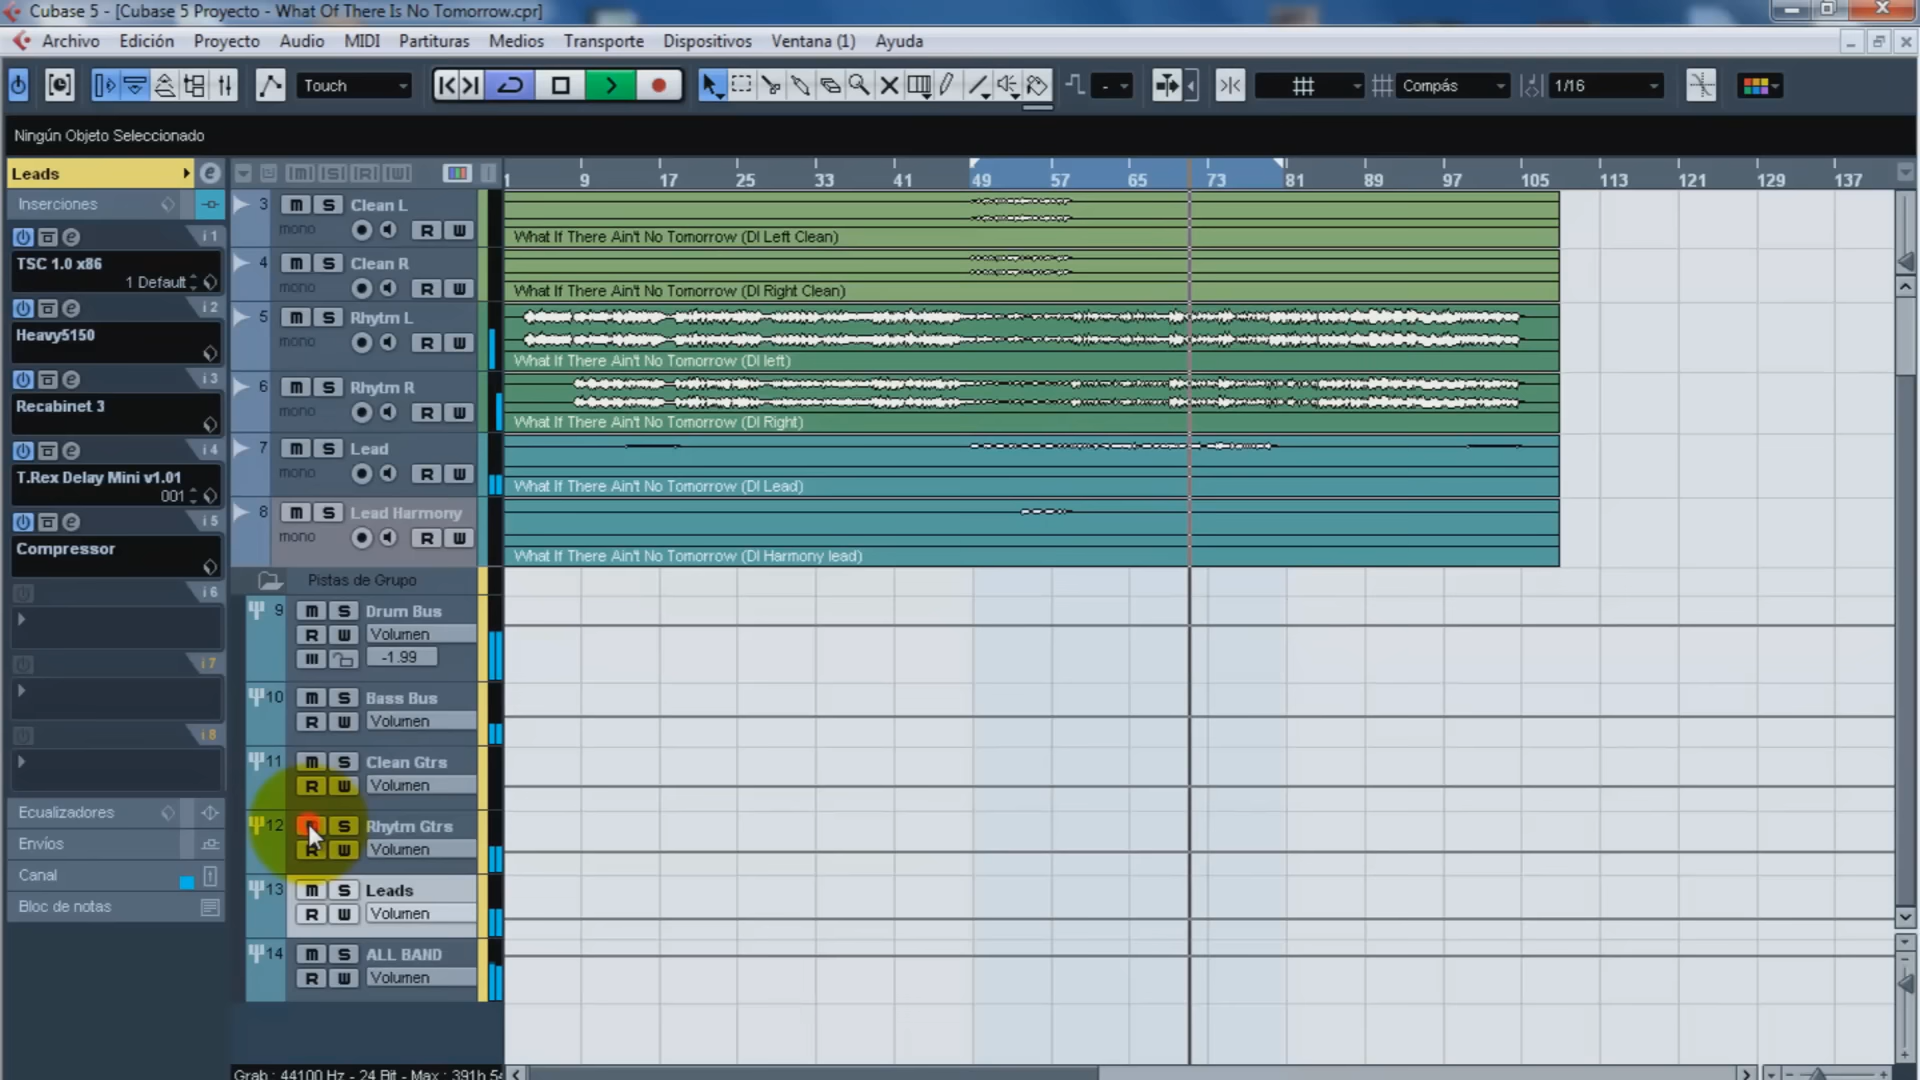 Cubase 5 - [Cubase 5 Proyecto - What Of There Is No Tomorrow.cpr]
Archivo Edición Proyecto Audio MIDI Partituras Medios Transporte Dispositivos Ventana (1) Ayuda
Touch - Compás 1/16
Ningún Objeto Seleccionado
Leads
Inserciones
i1
TSC 1.0 x86
1 Default
i2
Heavy5150
i3
Recabinet 3
i4
T.Rex Delay Mini v1.01
001
i5
Compressor
i6
i7
i8
Ecualizadores
Envíos
Canal
Bloc de notas
[M] [S] [R] [W]
1 9 17 25 33 41 49 57 65 73 81 89 97 105 113 121 129 137
3 m S Clean L
mono R W
What If There Ain't No Tomorrow (DI Left Clean)
4 m S Clean R
mono R W
What If There Ain't No Tomorrow (DI Right Clean)
5 m S Rhytm L
mono R W
What If There Ain't No Tomorrow (DI left)
6 m S Rhytm R
mono R W
What If There Ain't No Tomorrow (DI Right)
7 m S Lead
mono R W
What If There Ain't No Tomorrow (DI Lead)
8 m S Lead Harmony
mono R W
What If There Ain't No Tomorrow (DI Harmony lead)
Pistas de Grupo
9 m S Drum Bus
R W Volumen
-1.99
10 m S Bass Bus
R W Volumen
11 m S Clean Gtrs
R W Volumen
12 S Rhytm Gtrs
R W Volumen
13 m S Leads
R W Volumen
14 m S ALL BAND
R W Volumen
Grab : 44100 Hz - 24 Bit - Max : 391h 5